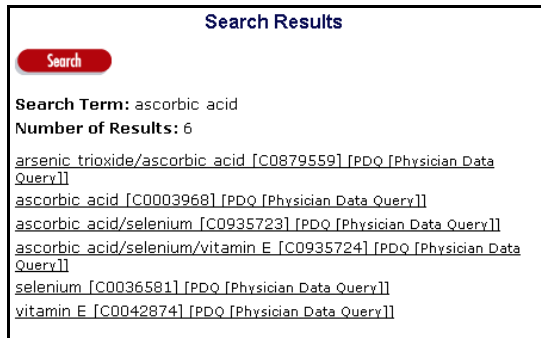 Search Results
Search
Search Term: ascorbic acid
Number of Results: 6
arsenic trioxide/ascorbic acid [C0879559] [PDQ [Physician Data
Query]]
ascorbic acid [C0003968] [PDQ [Physician Data Query]]
ascorbic acid/selenium [C0935723] [PDQ [Physician Data Query]]
ascorbic acid/selenium/vitamin E [C0935724] [PDQ [Physician Data
Query]]
selenium [C0036581] [PDQ [Physician Data Query]]
vitamin E [C0042874] [PDQ [Physician Data Query]]